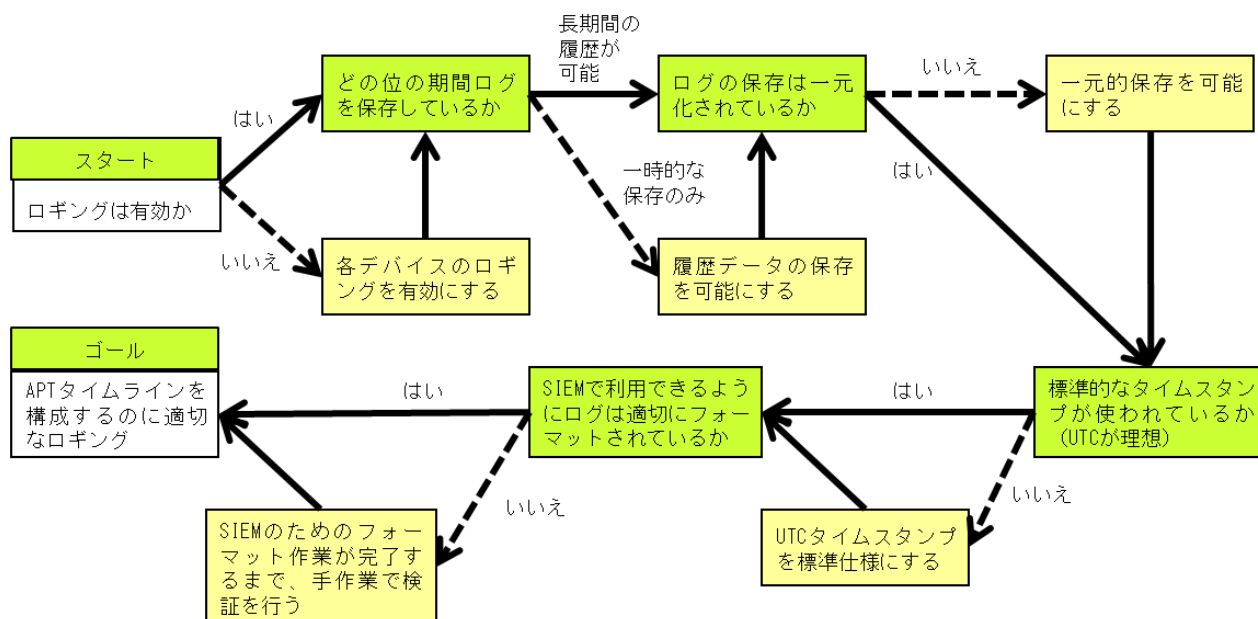 長期間の
履歴が
可能
どの位の期間ログ
を保存しているか
ログの保存は一元
化されているか
いいえ
一元的保存を可能
にする
はい
スタート
ロギングは有効か
一時的な
保存のみ
はい
いいえ
各デバイスのロギ
ングを有効にする
履歴データの保存
を可能にする
ゴール
APTタイムラインを
構成するのに適切
なロギング
はい
SIEMで利用できるよう
にログは適切にフォー
マットされているか
はい
標準的なタイムスタン
プが使われているか
（UTCが理想）
いいえ
いいえ
SIEMのためのフォー
マット作業が完了す
るまで、手作業で検
証を行う
UTCタイムスタンプ
を標準仕様にする